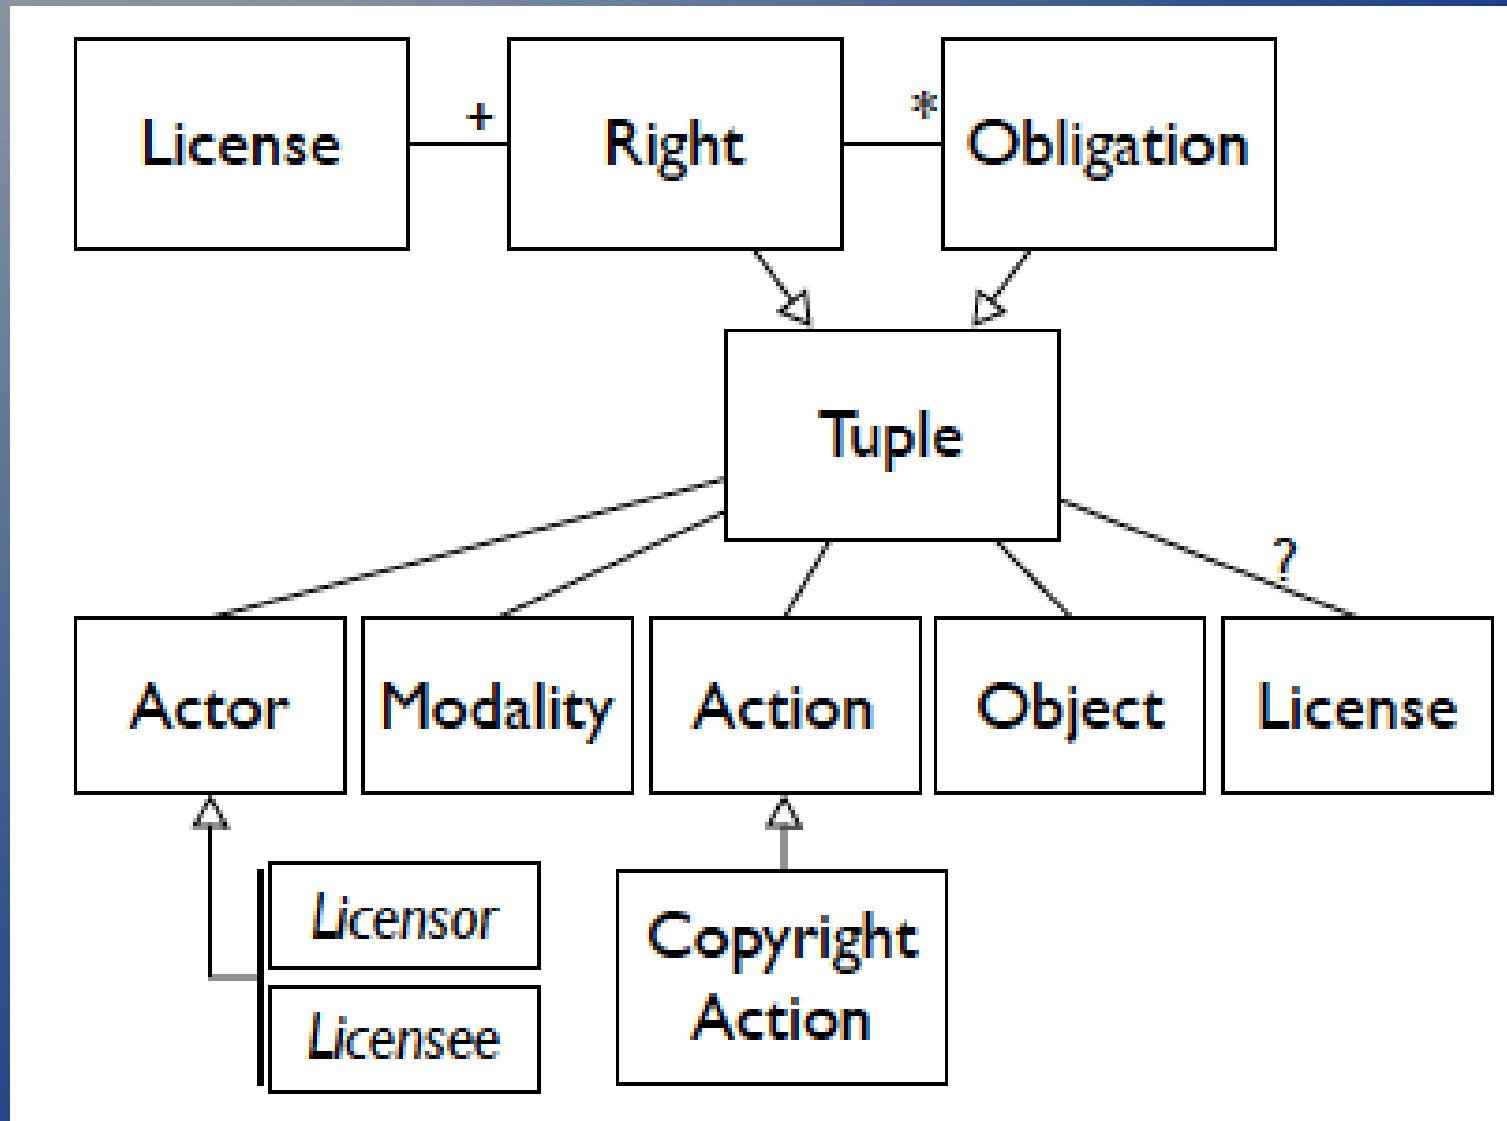 License
+
Right
*
Obligation
Tuple
?
Actor
Modality
Action
Object
License
Licensor
Licensee
Copyright
Action